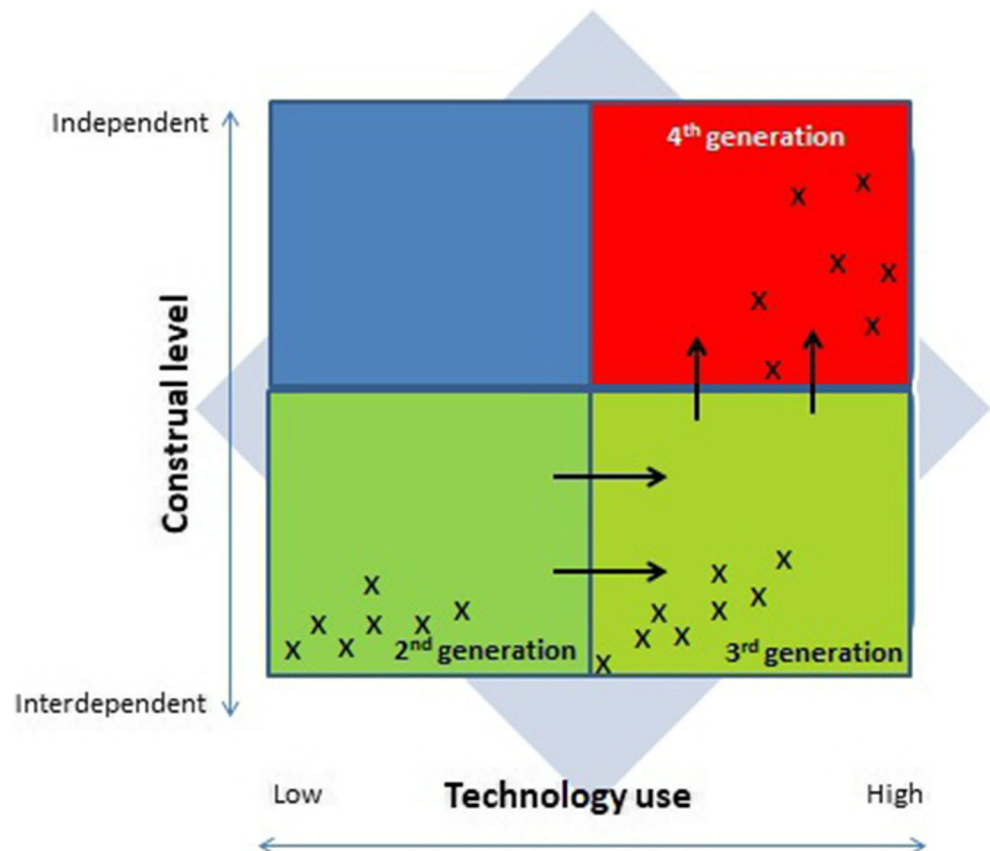 Independent
4th generation
x
x
x
x
x
x
x
Construal level
x
x
x
x
x
x
x
2nd generation
x
x
x
x
x
x
x
x
x
3rd generation
Interdependent
Low
Technology use
High